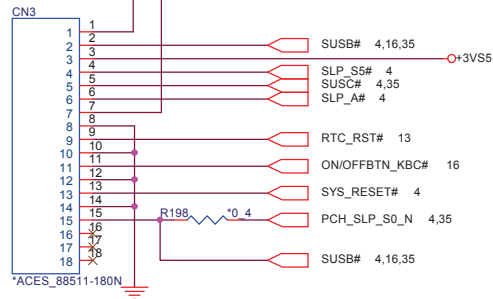 CN3
1 1
2 2 SUSB# 4,16,35
3 3 +3VS5
4 4 SLP_S5# 4
5 5 SUSC# 4,35
6 6 SLP_A# 4
7 7
8 8
9 9 RTC_RST# 13
10 10
11 11 ON/OFFBTN_KBC# 16
12 12
13 13 SYS_RESET# 4
14 14
15 15 R198 *0_4 PCH_SLP_S0_N 4,35
16 16
17 17
18 18 SUSB# 4,16,35
*ACES_88511-180N